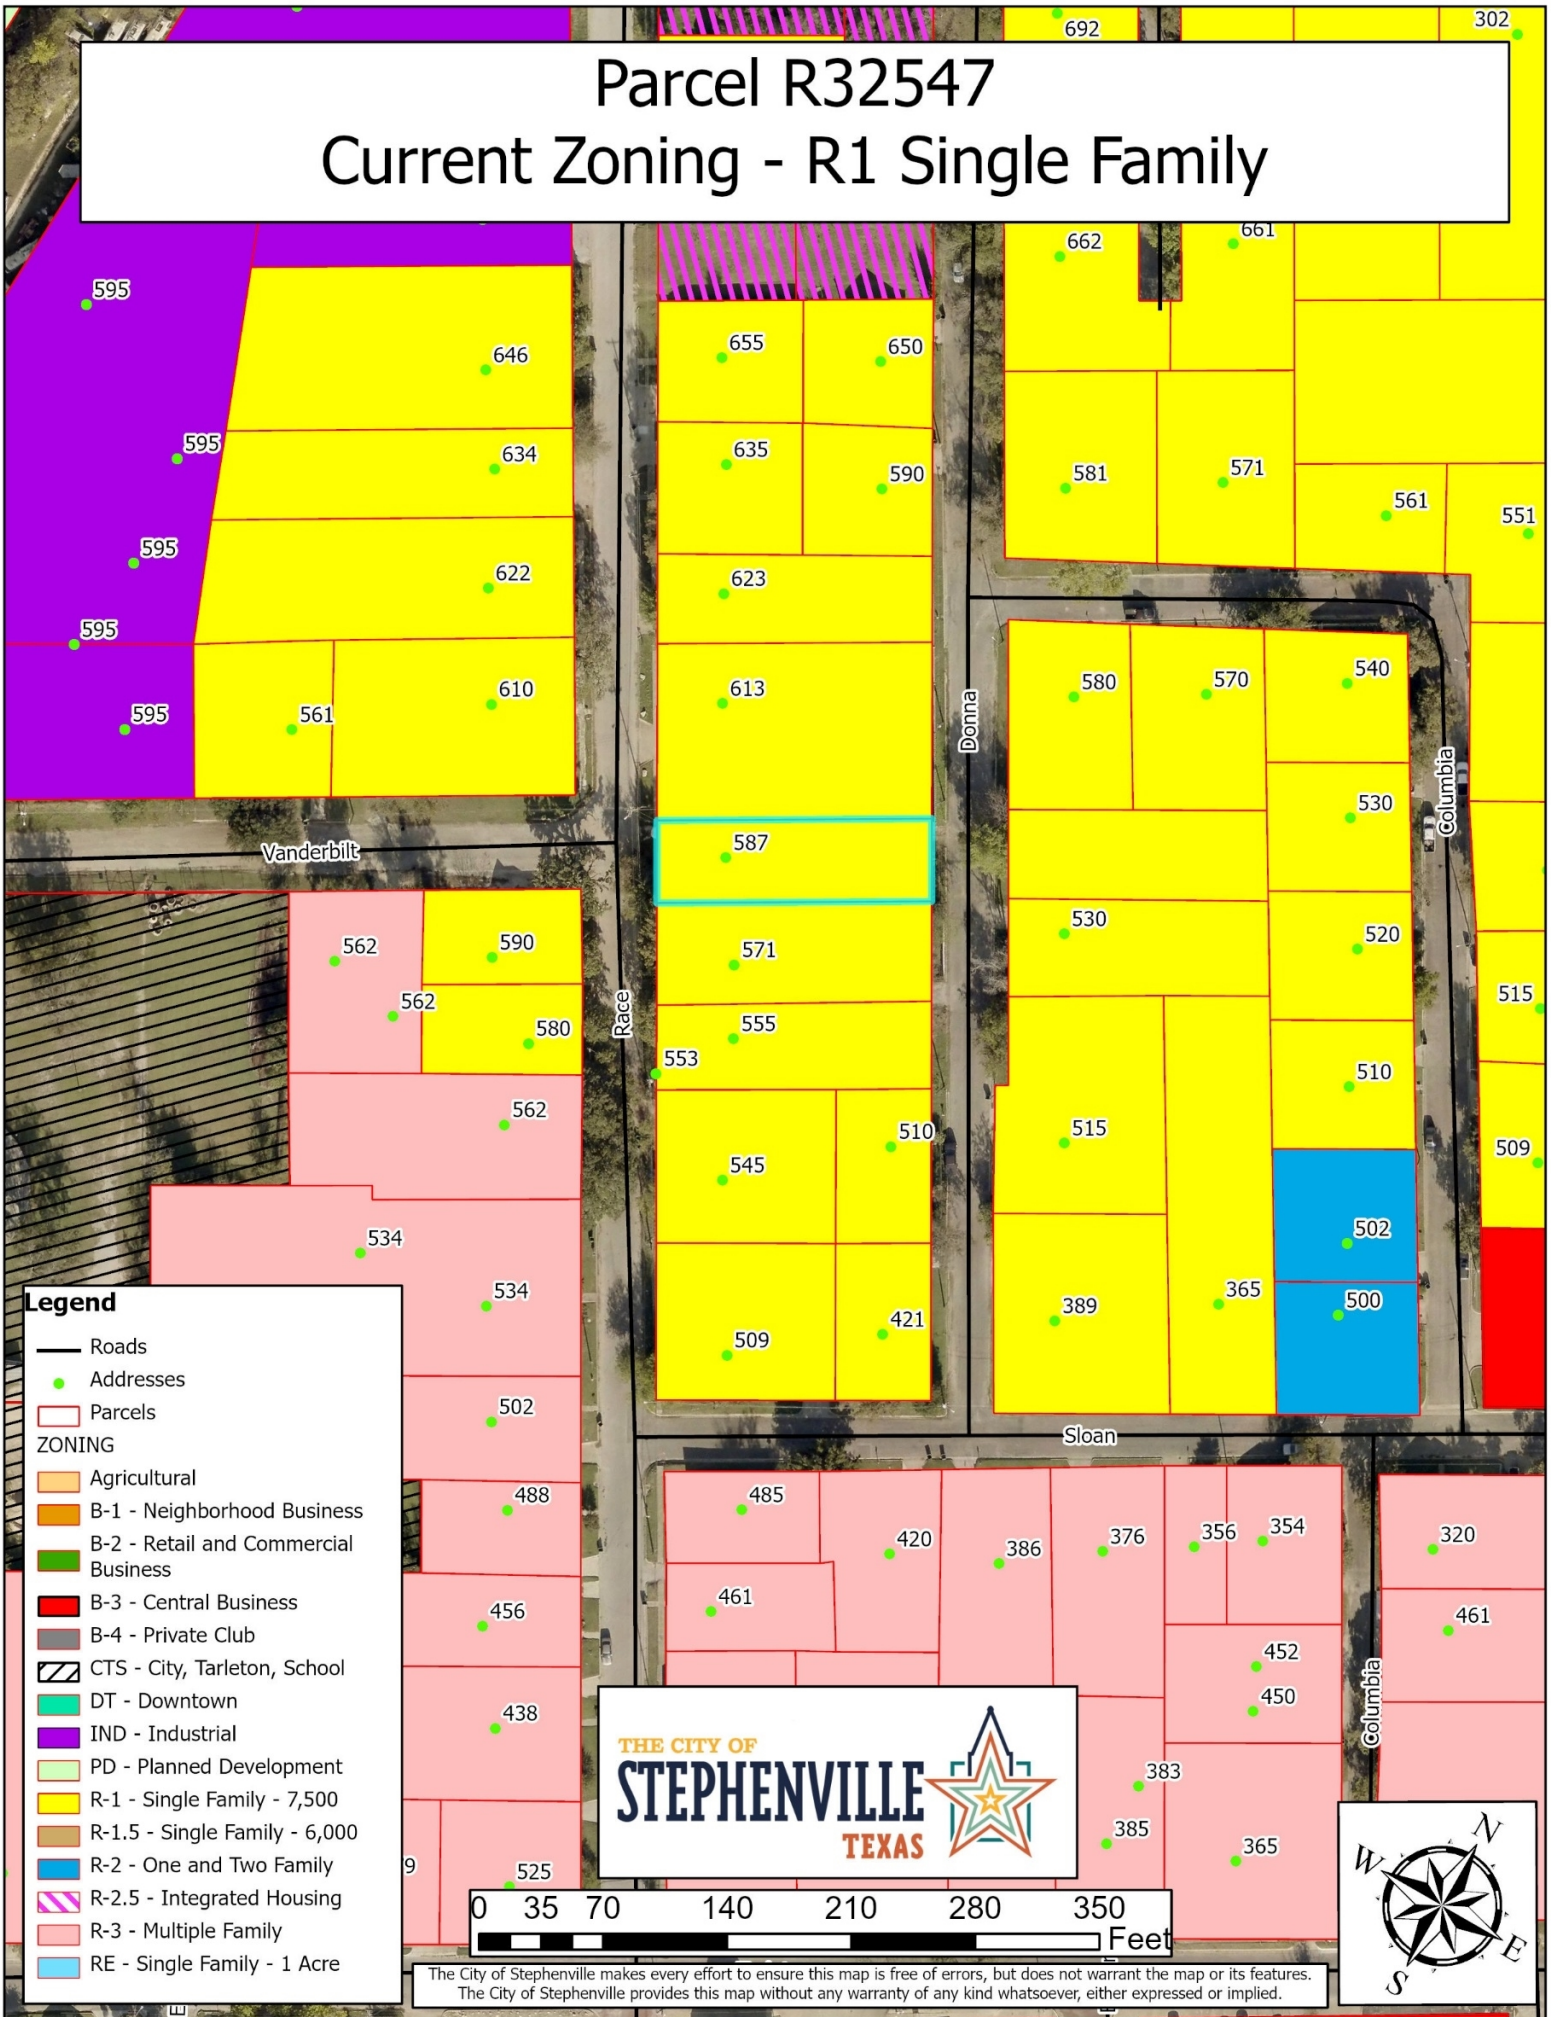 692
302
Parcel R32547
Current Zoning - R1 Single Family
662
661
595
646
655
650
595
634
635
590
581
571
561
551
595
622
623
595
580
570
540
595
561
610
613
Donna
530
Columbia
Vanderbilt
587
562
590
571
530
520
562
580
Race
555
553
515
510
562
510
545
515
509
534
502
534
509
421
389
365
500
502
Sloan
488
485
420
386
376
356
354
320
456
461
461
452
450
438
Columbia
383
385
365
9
525
Legend
Roads
Addresses
Parcels
ZONING
Agricultural
B-1 - Neighborhood Business
B-2 - Retail and Commercial
Business
B-3 - Central Business
B-4 - Private Club
CTS - City, Tarleton, School
DT - Downtown
IND - Industrial
PD - Planned Development
R-1 - Single Family - 7,500
R-1.5 - Single Family - 6,000
R-2 - One and Two Family
R-2.5 - Integrated Housing
R-3 - Multiple Family
RE - Single Family - 1 Acre
THE CITY OF
STEPHENVILLE
TEXAS
0 35 70 140 210 280 350
Feet
N
W
E
S
The City of Stephenville makes every effort to ensure this map is free of errors, but does not warrant the map or its features.
The City of Stephenville provides this map without any warranty of any kind whatsoever, either expressed or implied.